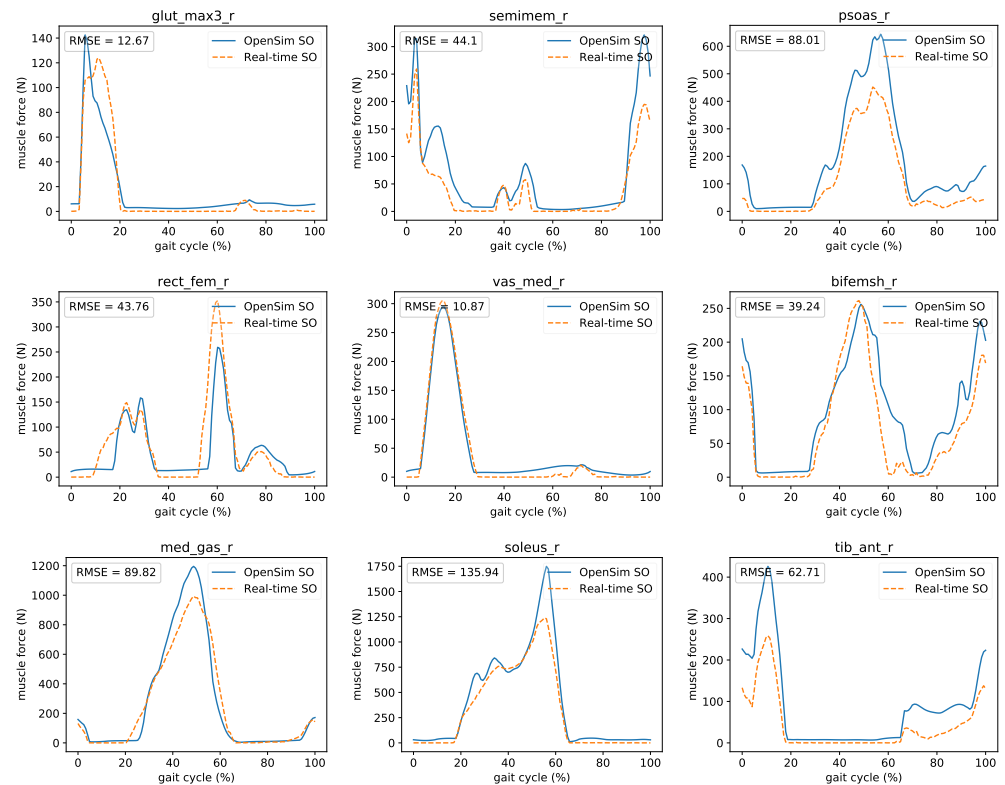 glut_max3_r
RMSE = 12.67
OpenSim SO
Real-time SO
muscle force (N)
140
120
100
80
60
40
20
0
0 20 40 60 80 100
gait cycle (%)
semimem_r
RMSE = 44.1
OpenSim SO
Real-time SO
muscle force (N)
300
250
200
150
100
50
0
0 20 40 60 80 100
gait cycle (%)
psoas_r
RMSE = 88.01
OpenSim SO
Real-time SO
muscle force (N)
600
500
400
300
200
100
0
0 20 40 60 80 100
gait cycle (%)
rect_fem_r
RMSE = 43.76
OpenSim SO
Real-time SO
muscle force (N)
350
300
250
200
150
100
50
0
0 20 40 60 80 100
gait cycle (%)
vas_med_r
RMSE = 10.87
OpenSim SO
Real-time SO
muscle force (N)
300
250
200
150
100
50
0
0 20 40 60 80 100
gait cycle (%)
bifemsh_r
RMSE = 39.24
OpenSim SO
Real-time SO
muscle force (N)
250
200
150
100
50
0
0 20 40 60 80 100
gait cycle (%)
med_gas_r
RMSE = 89.82
OpenSim SO
Real-time SO
muscle force (N)
1200
1000
800
600
400
200
0
0 20 40 60 80 100
gait cycle (%)
soleus_r
RMSE = 135.94
OpenSim SO
Real-time SO
muscle force (N)
1750
1500
1250
1000
750
500
250
0
0 20 40 60 80 100
gait cycle (%)
tib_ant_r
RMSE = 62.71
OpenSim SO
Real-time SO
muscle force (N)
400
300
200
100
0
0 20 40 60 80 100
gait cycle (%)